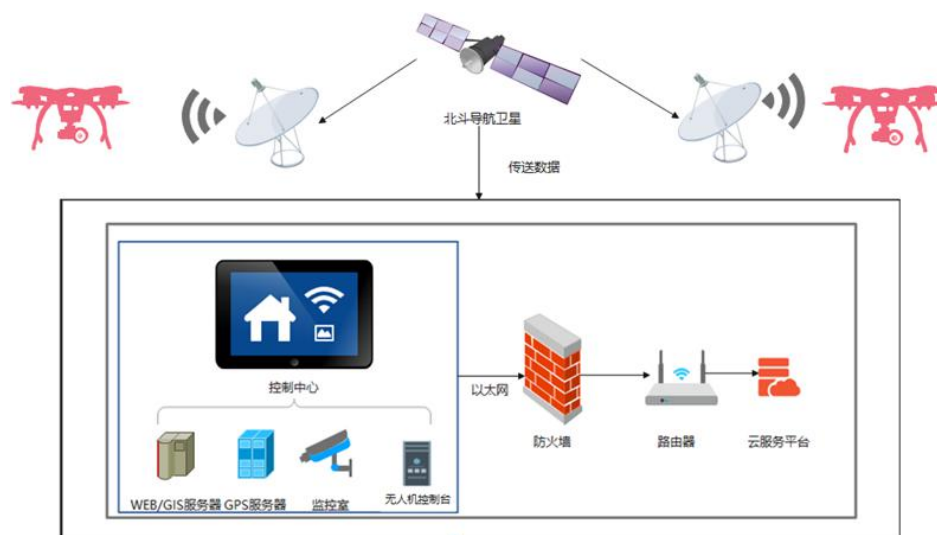 北斗导航卫星
传送数据
控制中心
以太网
防火墙
路由器
云服务平台
WEB/GIS服务器
GPS服务器
监控室
无人机控制台